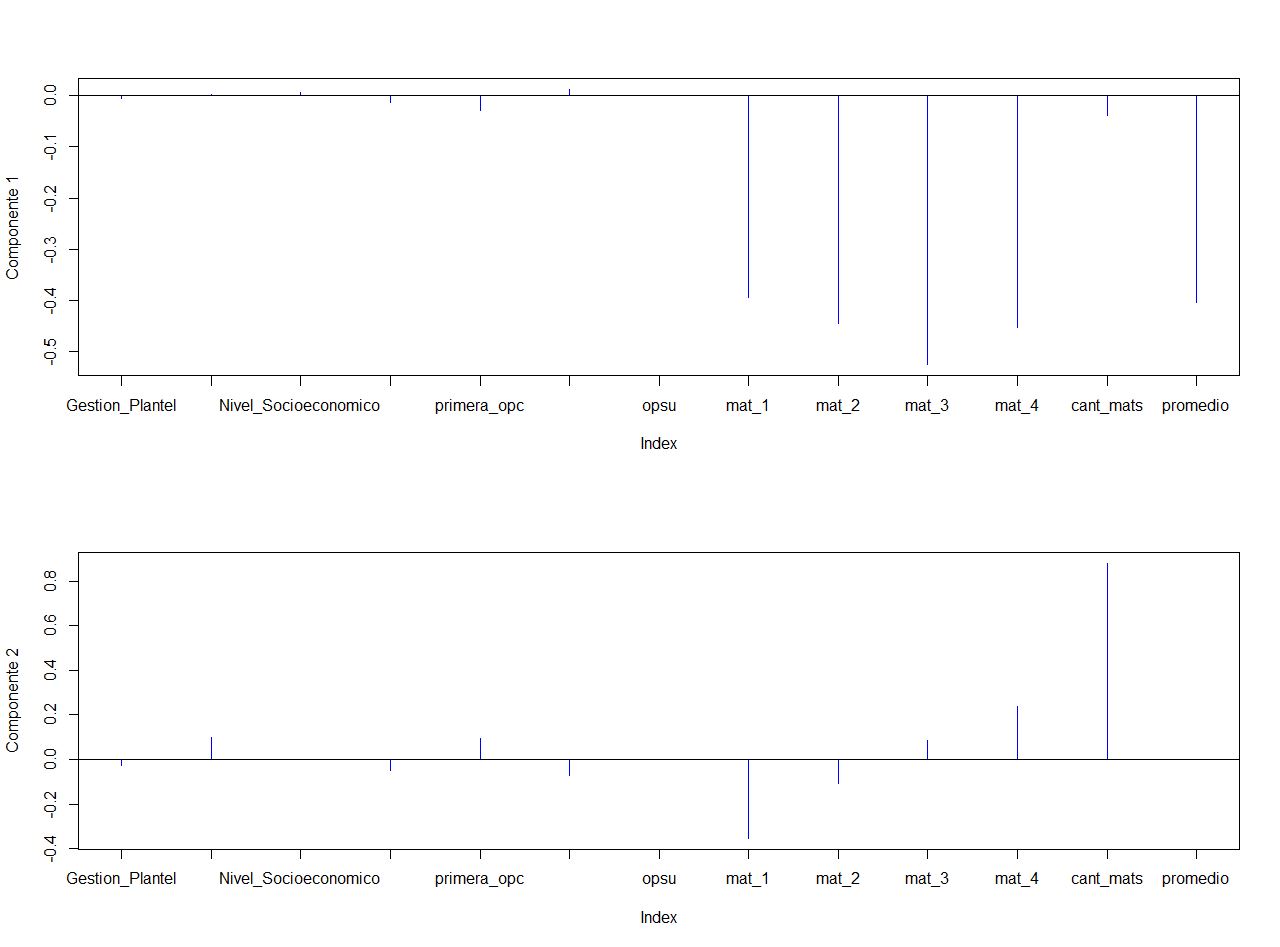 Componente 1
0.0
-0.1
-0.2
-0.3
-0.4
-0.5
Gestion_Plantel Nivel_Socioeconomico primera_opc opsu mat_1 mat_2 mat_3 mat_4 cant_mats promedio
Index
Componente 2
0.8
0.6
0.4
0.2
0.0
-0.2
-0.4
Gestion_Plantel Nivel_Socioeconomico primera_opc opsu mat_1 mat_2 mat_3 mat_4 cant_mats promedio
Index